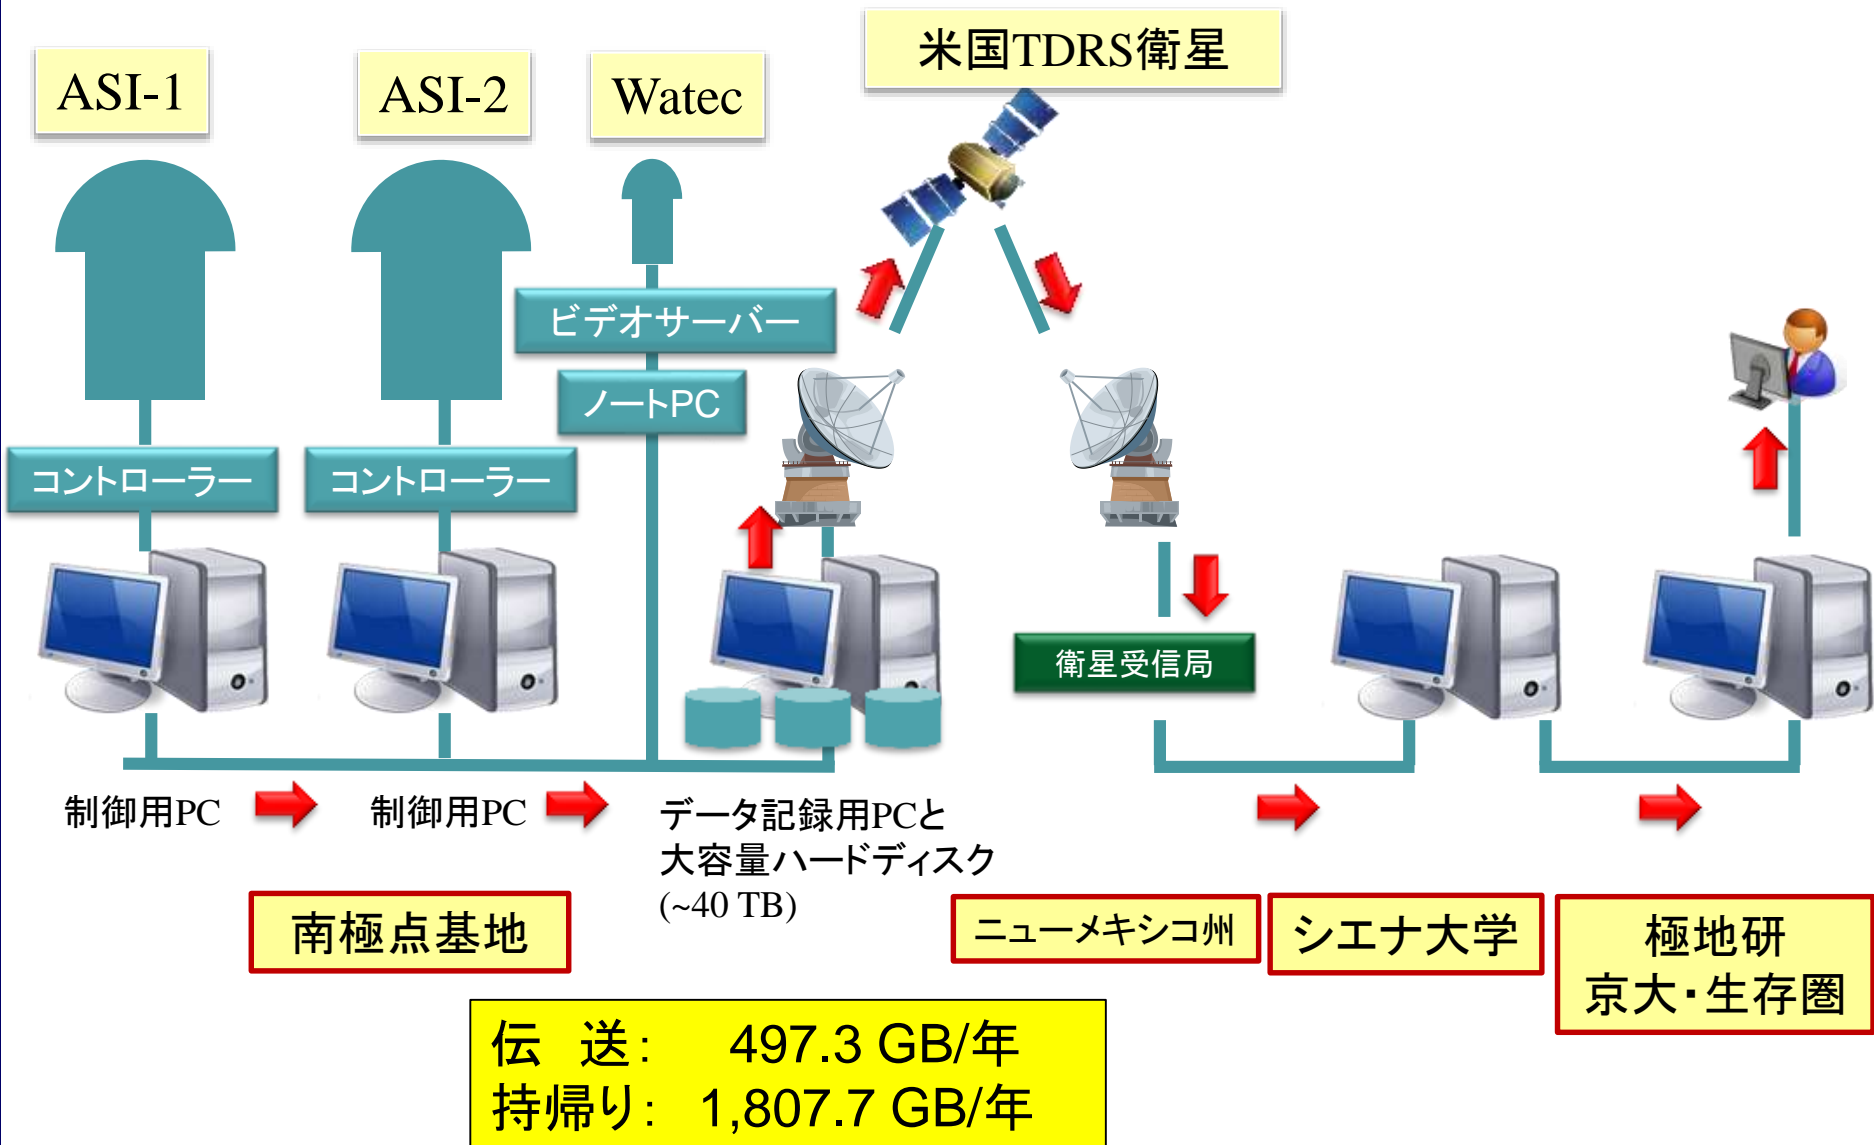 米国TDRS衛星
ASI-1
ASI-2
Watec
ビデオサーバー
ノートPC
コントローラー
コントローラー
衛星受信局
制御用PC
制御用PC
データ記録用PCと
大容量ハードディスク
(~40 TB)
南極点基地
ニューメキシコ州
シエナ大学
極地研
京大・生存圏
伝　送： 497.3 GB/年
持帰り： 1,807.7 GB/年